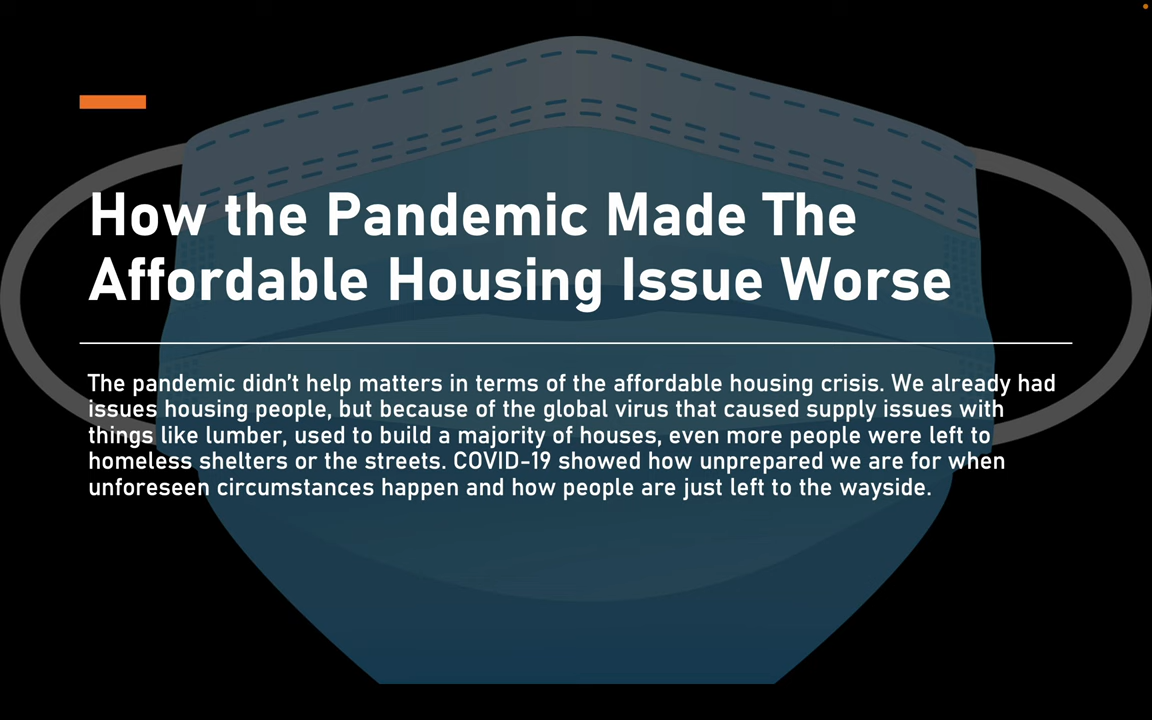 How the Pandemic Made The
Affordable Housing Issue Worse
The pandemic didn’t help matters in terms of the affordable housing crisis. We already had
issues housing people, but because of the global virus that caused supply issues with
things like lumber, used to build a majority of houses, even more people were left to
homeless shelters or the streets. COVID-19 showed how unprepared we are for when
unforeseen circumstances happen and how people are just left to the wayside.